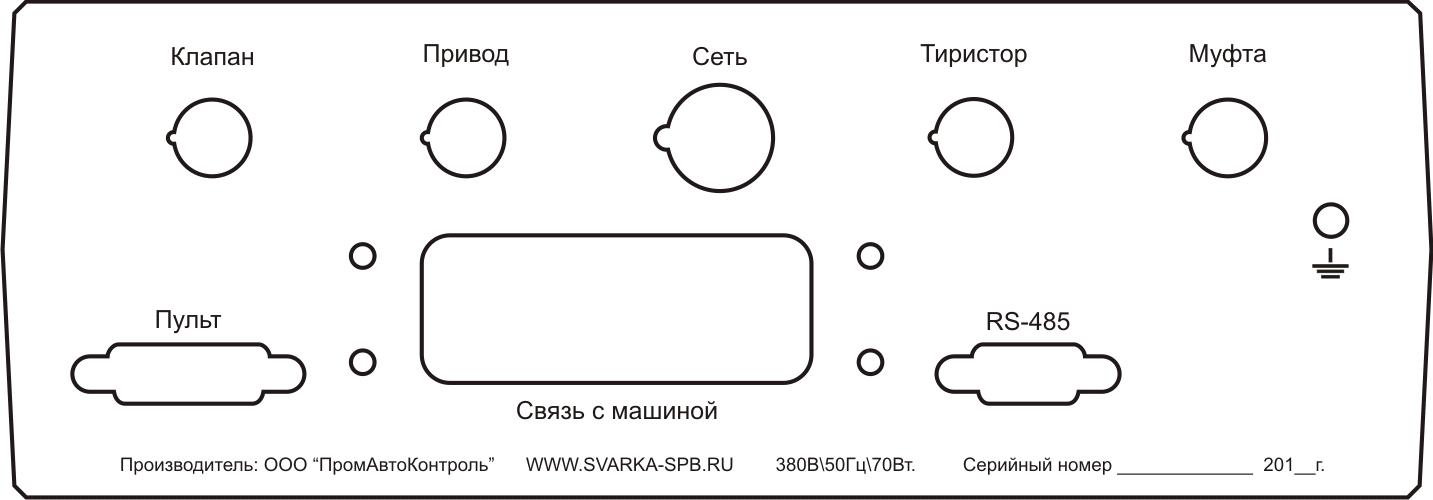 Клапан Привод Сеть Тиристор Муфта
Пульт RS-485
Связь с машиной
Производитель: ООО “ПромАвтоКонтроль” WWW.SVARKA-SPB.RU 380В\50Гц\70Вт. Серийный номер _____________ 201__г.